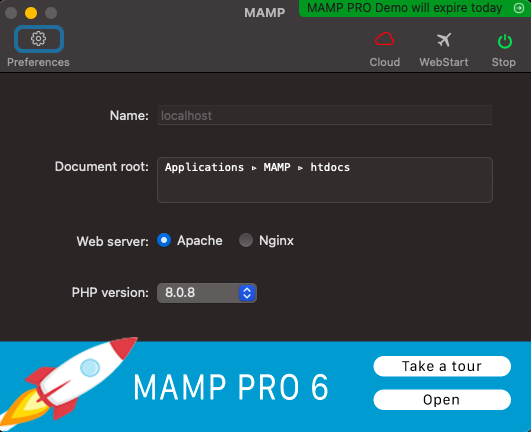 MAMP
MAMP PRO Demo will expire today
Preferences
Cloud
WebStart
Stop
Name: localhost
Document root: Applications ▸ MAMP ▸ htdocs
Web server: Apache Nginx
PHP version: 8.0.8
MAMP PRO 6
Take a tour
Open